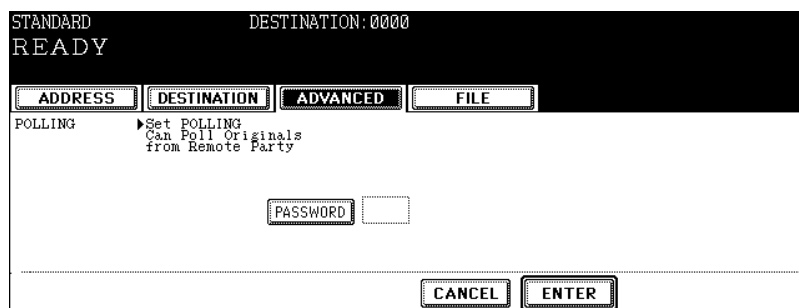 STANDARD DESTINATION:0000
READY
ADDRESS DESTINATION ADVANCED FILE
POLLING ▶Set POLLING
Can Poll Originals
from Remote Party
PASSWORD
CANCEL ENTER